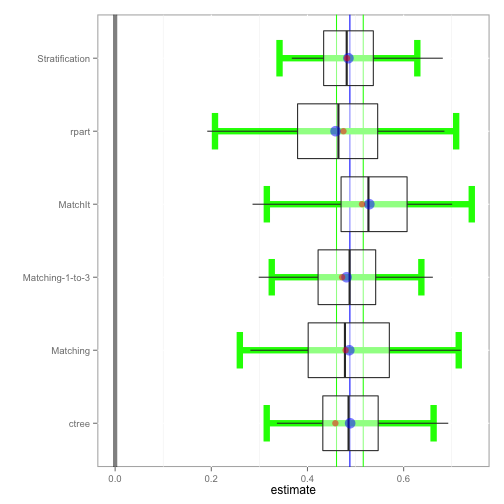 Stratification
rpart
MatchIt
Matching-1-to-3
Matching
ctree
0.0 0.2 0.4 0.6
estimate